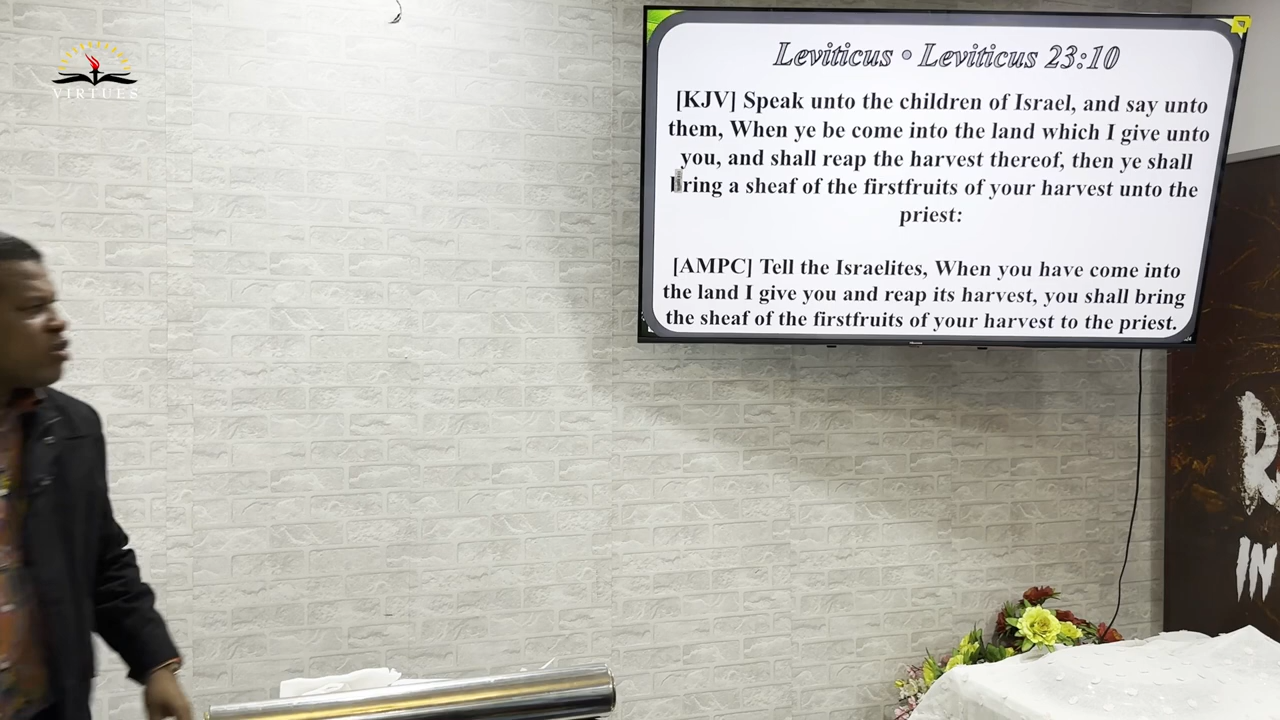 VIRTUES
Leviticus • Leviticus 23:10
[KJV] Speak unto the children of Israel, and say unto
them, When ye be come into the land which I give unto
you, and shall reap the harvest thereof, then ye shall
bring a sheaf of the firstfruits of your harvest unto the
priest:
[AMPC] Tell the Israelites, When you have come into
the land I give you and reap its harvest, you shall bring
the sheaf of the firstfruits of your harvest to the priest.
IN